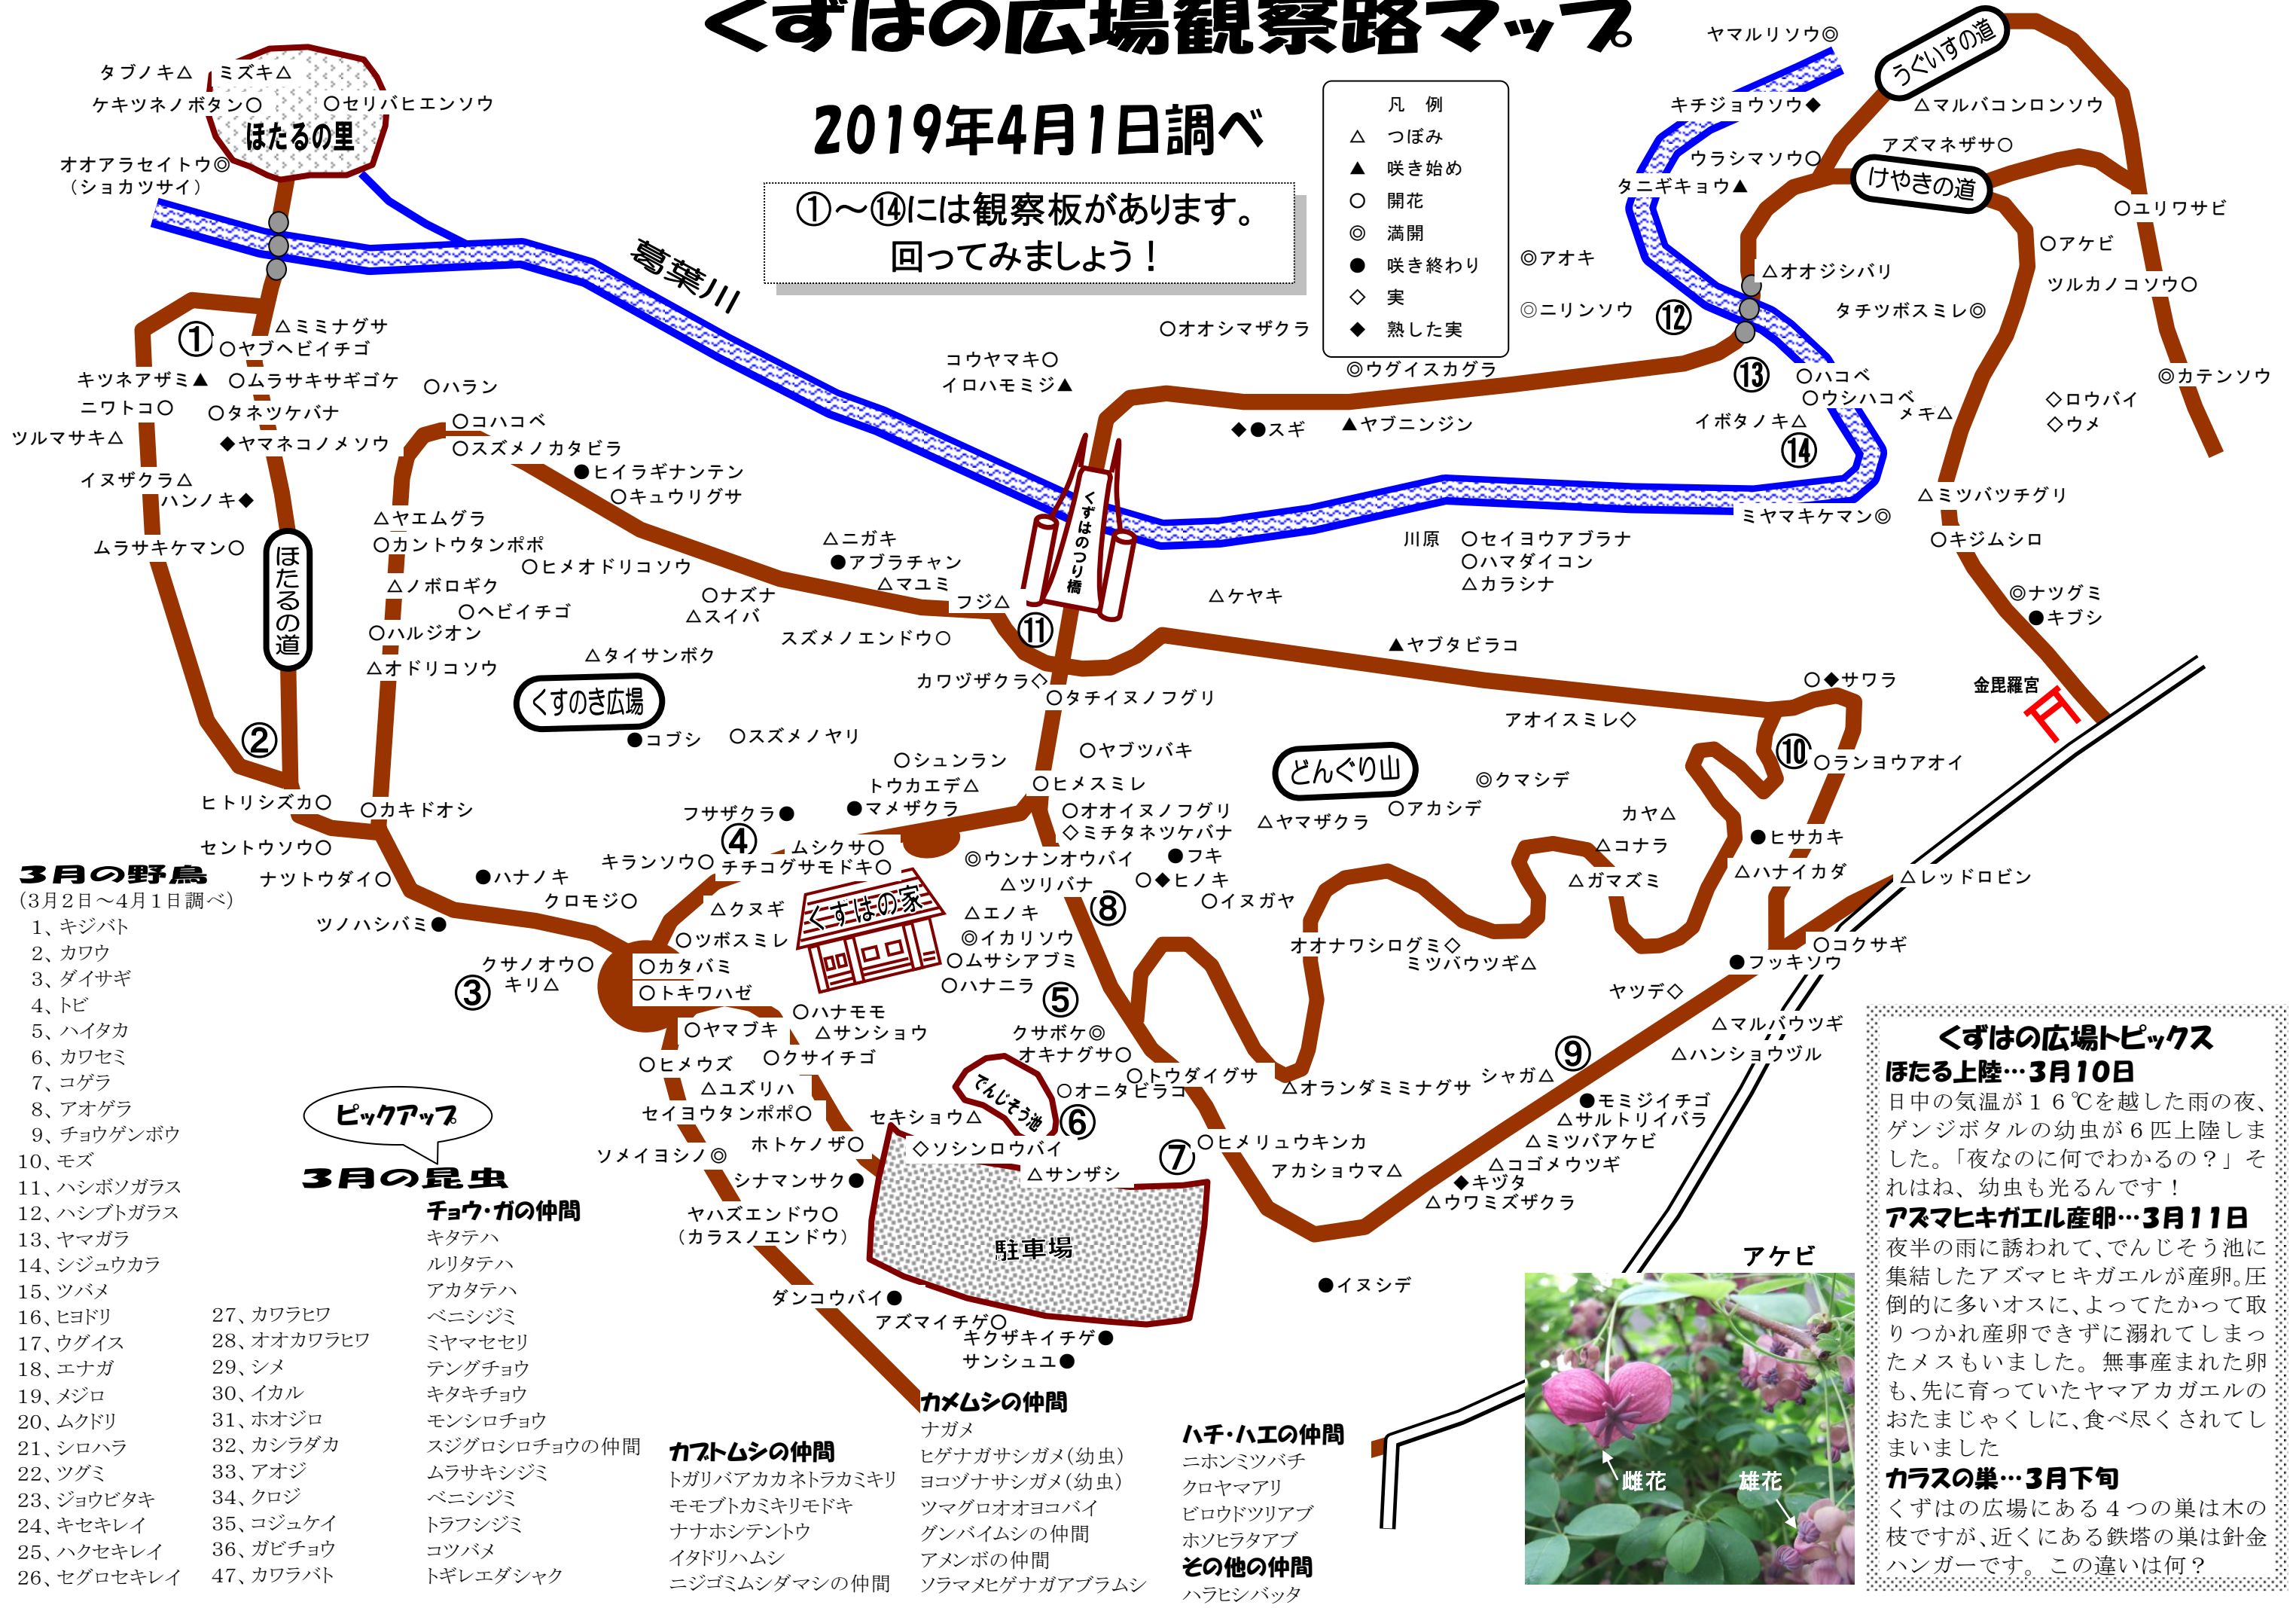 くずはの広場観察路マップ
2019年4月1日調べ
①～⑭には観察板があります。
回ってみましょう！
凡　例
△　つぼみ
▲　咲き始め
○　開花
◎　満開
●　咲き終わり
◇　実
◆　熟した実
タブノキ△　ミズキ△
ケキツネノボタン○　○セリバヒエンソウ
ほたるの里
オオアラセイトウ◎
（ショカツサイ）
葛葉川
①
△ミミナグサ
○ヤブヘビイチゴ
キツネアザミ▲　○ムラサキサギゴケ　○ハラン
ニワトコ○　○タネツケバナ
ツルマサキ△　◆ヤマネコノメソウ
○コハコベ
○スズメノカタビラ
イヌザクラ△
ハンノキ◆
●ヒイラギナンテン
○キュウリグサ
ムラサキケマン○
ほたるの道
△ヤエムグラ
○カントウタンポポ
○ヒメオドリコソウ
△ノボロギク
○ヘビイチゴ
○ハルジオン
△オドリコソウ
△ニガキ
●アブラチャン
△マユミ
○ナズナ
△スイバ
フジ△
スズメノエンドウ○
⑪
△タイサンボク
くすのき広場
●コブシ
○スズメノヤリ
②
ヒトリシズカ○　○カキドオシ
セントウソウ○
ナツトウダイ○
●ハナノキ
クロモジ○
ツノハシバミ●
カワヅザクラ◇
○タチイヌノフグリ
○シュンラン
○ヤブツバキ
トウカエデ△
○ヒメスミレ
●マメザクラ
フサザクラ●
④
ムシクサ○
キランソウ○
チチコグサモドキ○
○オオイヌノフグリ
◇ミチタネツケバナ
◎ウンナンオウバイ
●フキ
△ツリバナ
○◆ヒノキ
⑧
○イヌガヤ
△クヌギ
くずはの家
△エノキ
○ツボスミレ
◎イカリソウ
○ムサシアブミ
○ハナニラ
⑤
クサノオウ○
キリ△
③
○カタバミ
○トキワハゼ
○ハナモモ
○ヤマブキ
△サンショウ
○ヒメウズ　○クサイチゴ
△ユズリハ
セイヨウタンポポ○
ソメイヨシノ◎
ホトケノザ○
シナマンサク●
ヤハズエンドウ○
（カラスノエンドウ）
クサボケ◎
オキナグサ○
でんじそう池
○オニタビラコ
⑥
セキショウ△
◇ソシンロウバイ
△サンザシ
駐車場
ダンコウバイ●
アズマイチゲ○
キクザキイチゲ●
サンシュユ●
○トウダイグサ
⑦
○ヒメリュウキンカ
アカショウマ△
△オランダミミナグサ
シャガ△
⑨
●モミジイチゴ
△サルトリイバラ
△ミツバアケビ
△コゴメウツギ
◆キヅタ
△ウワミズザクラ
●イヌシデ
△ハンショウヅル
△マルバウツギ
ヤツデ◇
●フッキソウ
○コクサギ
△レッドロビン
オオナワシログミ◇
ミツバウツギ△
△ガマズミ
△コナラ
カヤ△
△ハナイカダ
●ヒサカキ
○ランヨウアオイ
⑩
○◆サワラ
アオイスミレ◇
◎クマシデ
○アカシデ
△ヤマザクラ
どんぐり山
▲ヤブタビラコ
△ケヤキ
くずはのつり橋
川原　○セイヨウアブラナ
○ハマダイコン
△カラシナ
ミヤマキケマン◎
コウヤマキ○
イロハモミジ▲
○オオシマザクラ
◎ウグイスカグラ
◆●スギ
▲ヤブニンジン
◎アオキ
◎ニリンソウ
⑫
⑬
○ハコベ
○ウシハコベ
イボタノキ△
メギ△
⑭
ヤマルリソウ◎
うぐいすの道
キチジョウソウ◆
△マルバコンロンソウ
ウラシマソウ○
アズマネザサ○
タニギキョウ▲
けやきの道
○ユリワサビ
○アケビ
△オオジシバリ
ツルカノコソウ○
タチツボスミレ◎
◎カテンソウ
◇ロウバイ
◇ウメ
△ミツバツチグリ
○キジムシロ
◎ナツグミ
●キブシ
金毘羅宮
３月の野鳥
（３月２日～４月１日調べ）
1、キジバト
2、カワウ
3、ダイサギ
4、トビ
5、ハイタカ
6、カワセミ
7、コゲラ
8、アオゲラ
9、チョウゲンボウ
10、モズ
11、ハシボソガラス
12、ハシブトガラス
13、ヤマガラ
14、シジュウカラ
15、ツバメ
16、ヒヨドリ
17、ウグイス
18、エナガ
19、メジロ
20、ムクドリ
21、シロハラ
22、ツグミ
23、ジョウビタキ
24、キセキレイ
25、ハクセキレイ
26、セグロセキレイ
27、カワラヒワ
28、オオカワラヒワ
29、シメ
30、イカル
31、ホオジロ
32、カシラダカ
33、アオジ
34、クロジ
35、コジュケイ
36、ガビチョウ
47、カワラバト
ピックアップ
３月の昆虫
チョウ・ガの仲間
キタテハ
ルリタテハ
アカタテハ
ベニシジミ
ミヤマセセリ
テングチョウ
キタキチョウ
モンシロチョウ
スジグロシロチョウの仲間
ムラサキシジミ
ベニシジミ
トラフシジミ
コツバメ
トギレエダシャク
カブトムシの仲間
トガリバアカネトラカミキリ
モモブトカミキリモドキ
ナナホシテントウ
イタドリハムシ
ニジゴミムシダマシの仲間
カメムシの仲間
ナガメ
ヒゲナガサシガメ(幼虫)
ヨコヅナサシガメ(幼虫)
ツマグロオオヨコバイ
グンバイムシの仲間
アメンボの仲間
ソラマメヒゲナガアブラムシ
ハチ・ハエの仲間
ニホンミツバチ
クロヤマアリ
ビロウドツリアブ
ホソヒラタアブ
その他の仲間
ハラヒシバッタ
アケビ
雌花
雄花
くずはの広場トピックス
ほたる上陸…３月１０日
日中の気温が１６℃を越した雨の夜、
ゲンジボタルの幼虫が６匹上陸しま
した。「夜なのに何でわかるの？」そ
れはね、幼虫も光るんです！
アズマヒキガエル産卵…３月１１日
夜半の雨に誘われて、でんじそう池に
集結したアズマヒキガエルが産卵。圧
倒的に多いオスに、よってたかって取
りつかれ産卵できずに溺れてしまっ
たメスもいました。無事産まれた卵
も、先に育っていたヤマアカガエルの
おたまじゃくしに、食べ尽くされてし
まいました
カラスの巣…３月下旬
くずはの広場にある４つの巣は木の
枝ですが、近くにある鉄塔の巣は針金
ハンガーです。この違いは何？